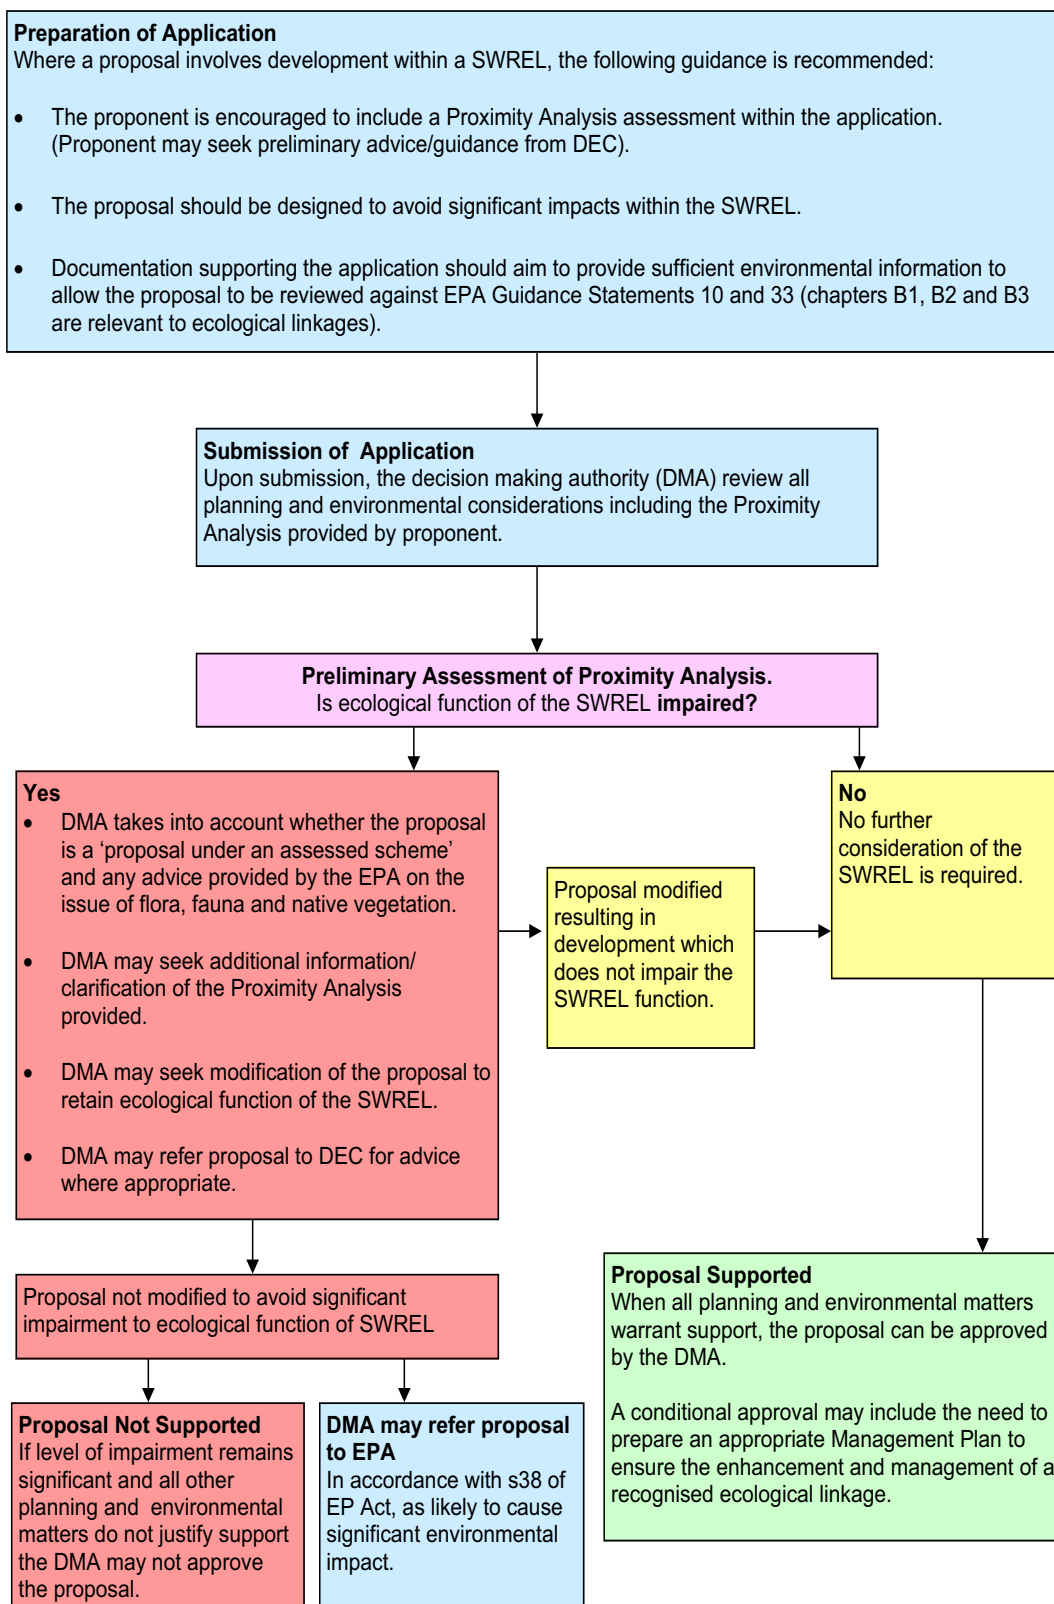 Preparation of Application
Where a proposal involves development within a SWREL, the following guidance is recommended:
• The proponent is encouraged to include a Proximity Analysis assessment within the application.
(Proponent may seek preliminary advice/guidance from DEC).
• The proposal should be designed to avoid significant impacts within the SWREL.
• Documentation supporting the application should aim to provide sufficient environmental information to
allow the proposal to be reviewed against EPA Guidance Statements 10 and 33 (chapters B1, B2 and B3
are relevant to ecological linkages).
Submission of Application
Upon submission, the decision making authority (DMA) review all
planning and environmental considerations including the Proximity
Analysis provided by proponent.
Preliminary Assessment of Proximity Analysis.
Is ecological function of the SWREL impaired?
Yes
• DMA takes into account whether the proposal
is a ‘proposal under an assessed scheme’
and any advice provided by the EPA on the
issue of flora, fauna and native vegetation.
• DMA may seek additional information/
clarification of the Proximity Analysis
provided.
• DMA may seek modification of the proposal to
retain ecological function of the SWREL.
• DMA may refer proposal to DEC for advice
where appropriate.
Proposal modified
resulting in
development which
does not impair the
SWREL function.
No
No further
consideration of the
SWREL is required.
Proposal not modified to avoid significant
impairment to ecological function of SWREL
Proposal Not Supported
If level of impairment remains
significant and all other
planning and environmental
matters do not justify support
the DMA may not approve
the proposal.
DMA may refer proposal
to EPA
In accordance with s38 of
EP Act, as likely to cause
significant environmental
impact.
Proposal Supported
When all planning and environmental matters
warrant support, the proposal can be approved
by the DMA.
A conditional approval may include the need to
prepare an appropriate Management Plan to
ensure the enhancement and management of a
recognised ecological linkage.